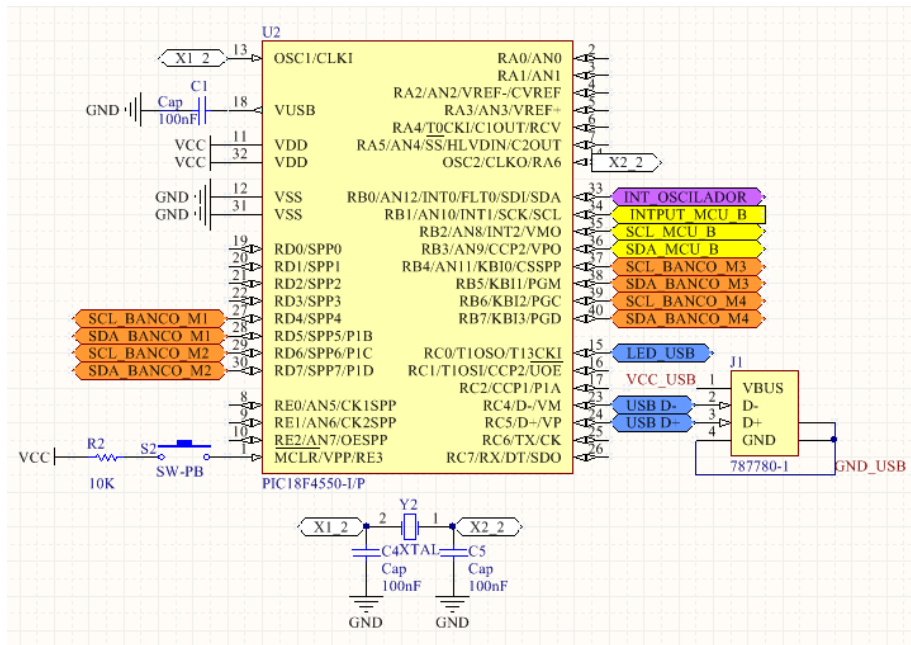 U2
X1_2
13
OSC1/CLKI
RA0/AN0
2
RA1/AN1
3
C1
Cap
100nF
GND
18
VUSB
RA2/AN2/VREF-/CVREF
4
RA3/AN3/VREF+
5
VCC
11
VDD
RA4/T0CKI/C1OUT/RCV
6
RA5/AN4/SS/HLVDIN/C2OUT
7
VCC
32
VDD
OSC2/CLKO/RA6
X2_2
GND
12
VSS
RB0/AN12/INT0/FLT0/SDI/SDA
33
INT_OSCILADOR
GND
31
VSS
RB1/AN10/INT1/SCK/SCL
34
INTPUT_MCU_B
RB2/AN8/INT2/VMO
35
SCL_MCU_B
19
RD0/SPP0
RB3/AN9/CCP2/VPO
36
SDA_MCU_B
20
RD1/SPP1
RB4/AN11/KBI0/CSSPP
37
SCL_BANCO_M3
21
RD2/SPP2
RB5/KBI1/PGM
38
SDA_BANCO_M3
22
RD3/SPP3
RB6/KBI2/PGC
39
SCL_BANCO_M4
SCL_BANCO_M1
27
RD4/SPP4
RB7/KBI3/PGD
40
SDA_BANCO_M4
SDA_BANCO_M1
28
RD5/SPP5/P1B
SCL_BANCO_M2
29
RD6/SPP6/P1C
RC0/T1OSO/T13CKI
15
LED_USB
SDA_BANCO_M2
30
RD7/SPP7/P1D
RC1/T1OSI/CCP2/UOE
16
RC2/CCP1/P1A
17
VCC_USB
J1
1
VBUS
8
RE0/AN5/CK1SPP
RC4/D-/VM
23
USB D-
2
D-
9
RE1/AN6/CK2SPP
RC5/D+/VP
24
USB D+
3
D+
10
RE2/AN7/OESPP
RC6/TX/CK
25
4
GND
VCC
R2
10K
S2
SW-PB
1
MCLR/VPP/RE3
RC7/RX/DT/SDO
26
787780-1
GND_USB
PIC18F4550-I/P
Y2
X1_2
2
1
X2_2
C4
XTAL
C5
Cap
Cap
100nF
100nF
GND
GND